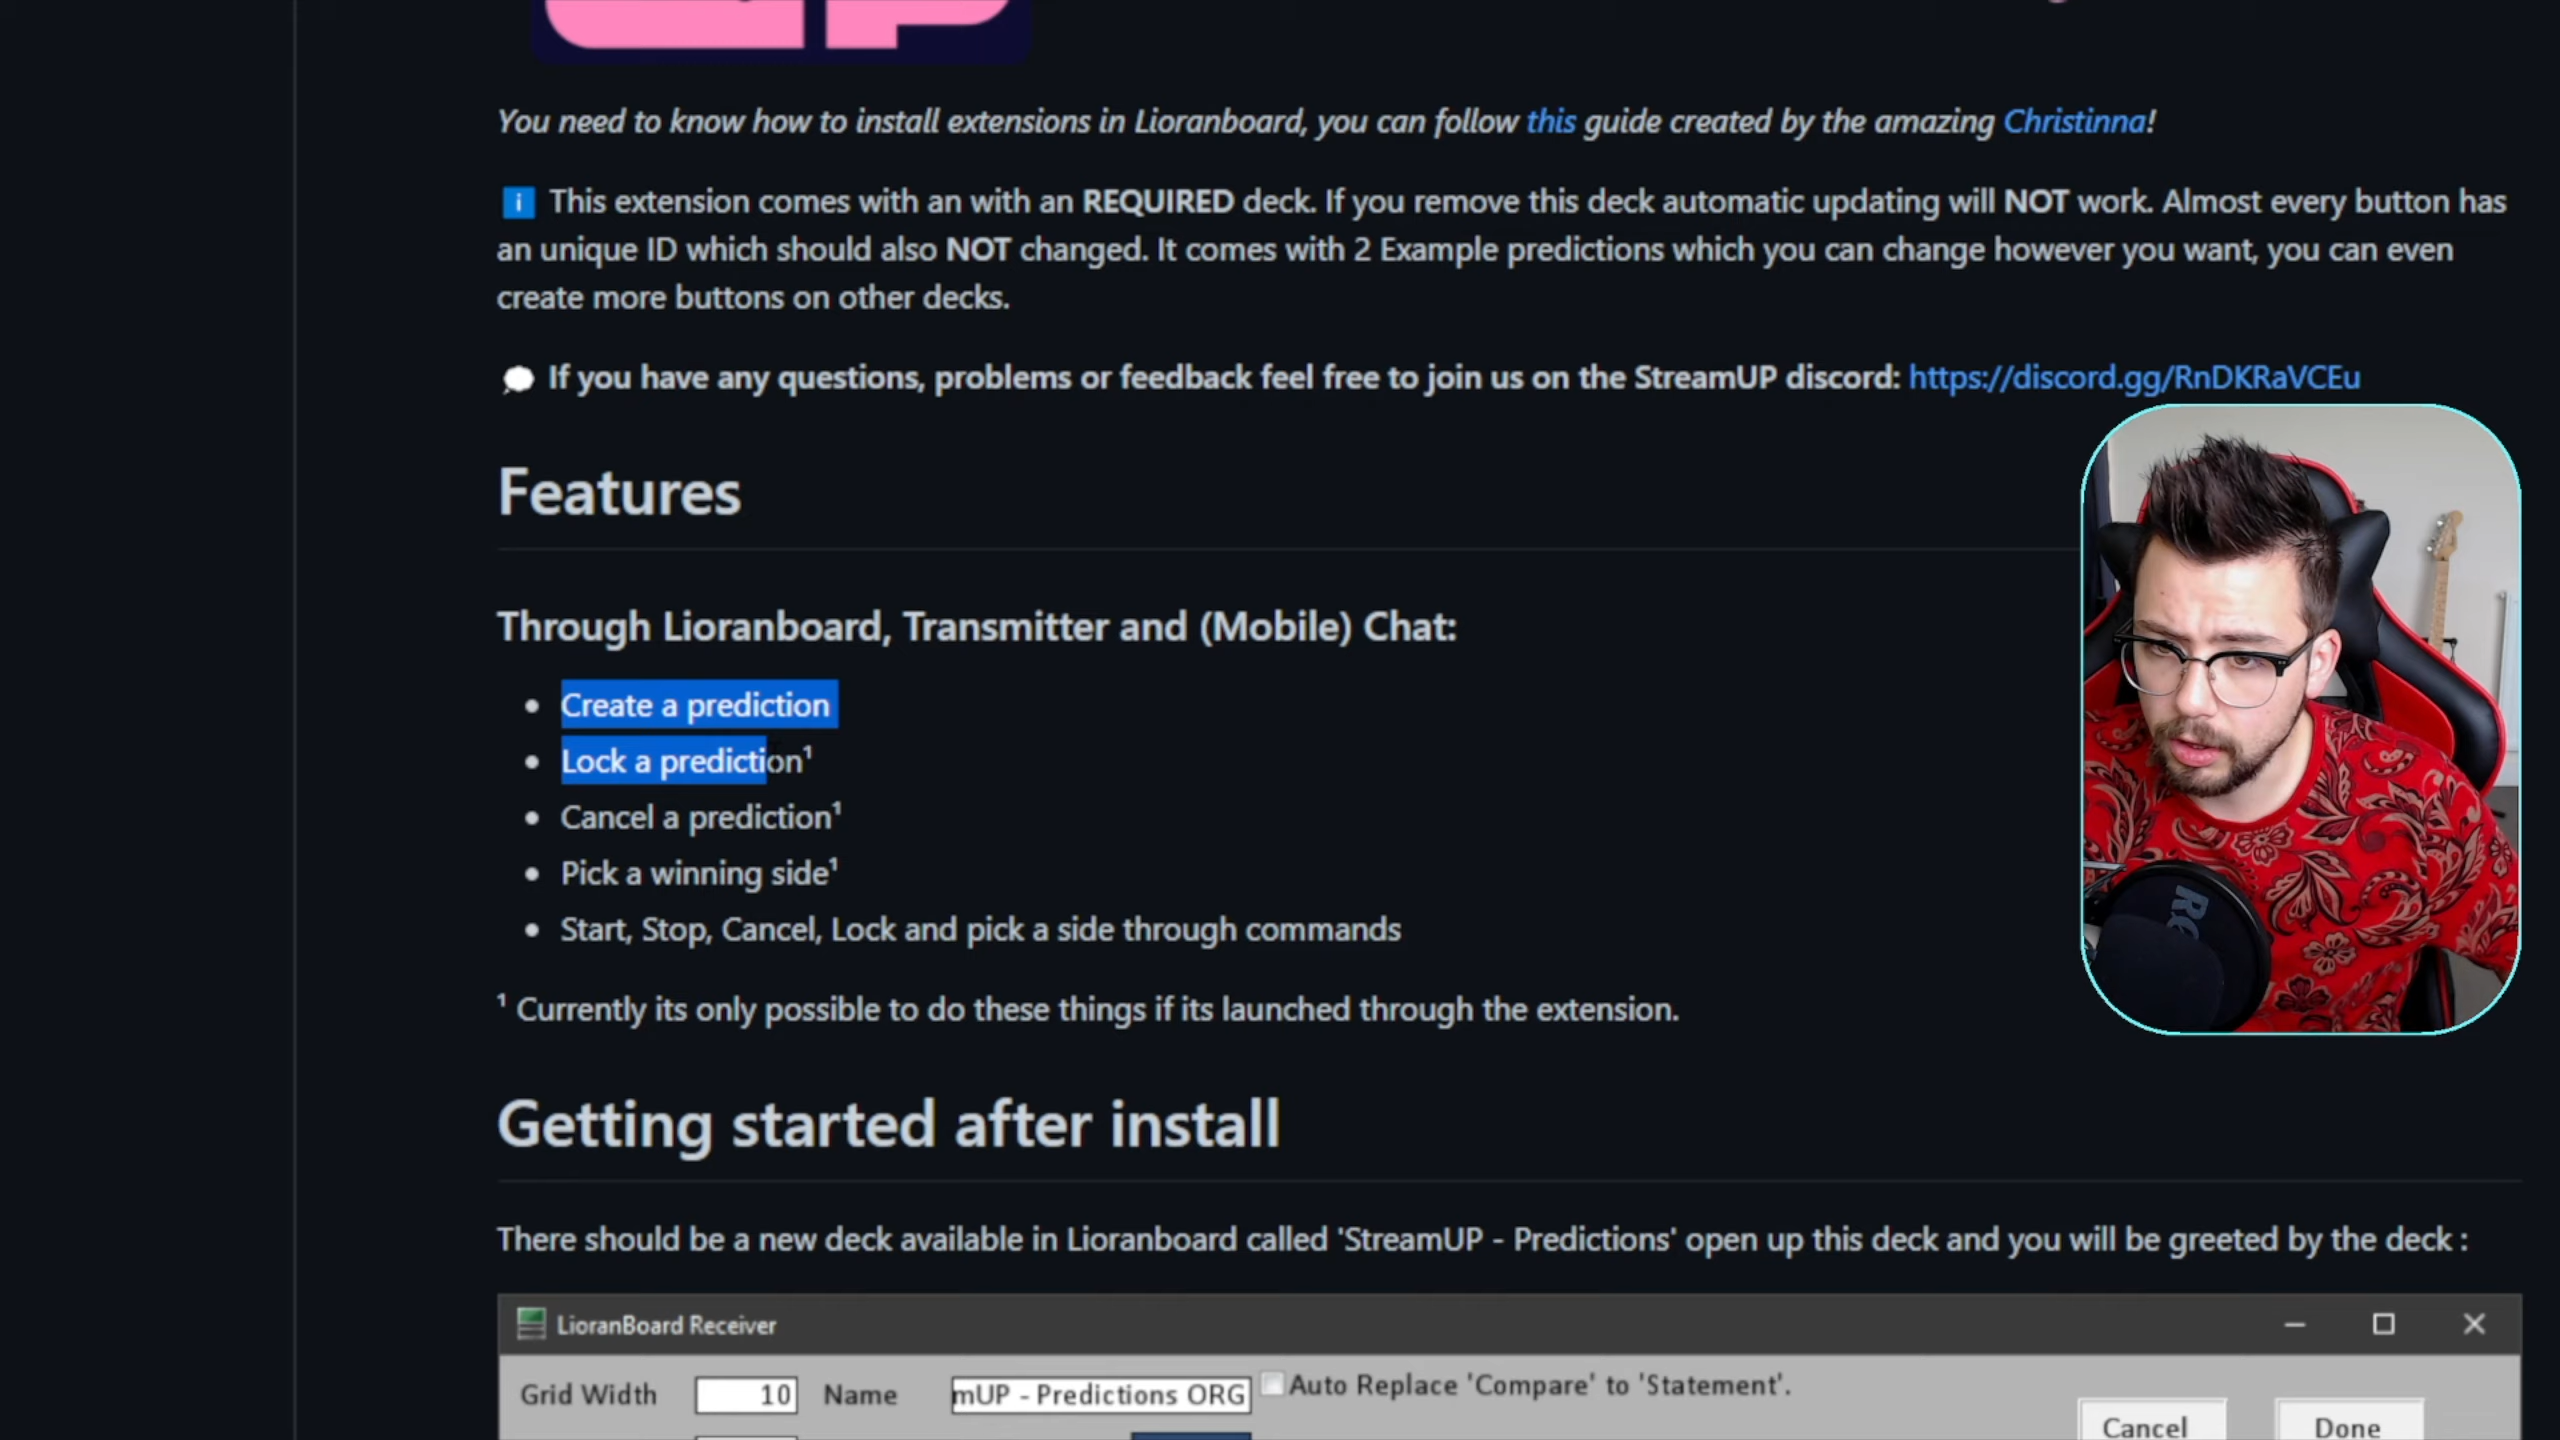 You need to know how to install extensions in Lioranboard, you can follow this guide created by the amazing Christinna!
i This extension comes with an with an REQUIRED deck. If you remove this deck automatic updating will NOT work. Almost every button has
an unique ID which should also NOT changed. It comes with 2 Example predictions which you can change however you want, you can even
create more buttons on other decks.
If you have any questions, problems or feedback feel free to join us on the StreamUP discord: https://discord.gg/RnDKRaVCEu
Features
Through Lioranboard, Transmitter and (Mobile) Chat:
• Create a prediction
• Lock a prediction¹
• Cancel a prediction¹
• Pick a winning side¹
• Start, Stop, Cancel, Lock and pick a side through commands
¹ Currently its only possible to do these things if its launched through the extension.
Getting started after install
There should be a new deck available in Lioranboard called 'StreamUP - Predictions' open up this deck and you will be greeted by the deck :
LioranBoard Receiver
Grid Width 10 Name mUP - Predictions ORG Auto Replace 'Compare' to 'Statement'.
Cancel Done